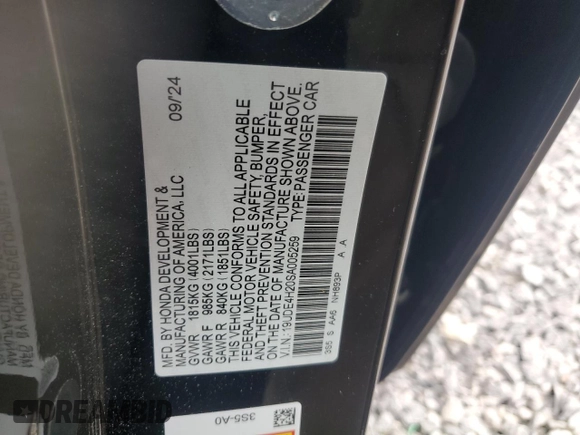 09/'24
MFD. BY HONDA DEVELOPMENT &
MANUFACTURING OF AMERICA. LLC
GVWR 1815KG (4001LBS)
GAWR F 985KG (2171LBS)
GAWR R 840KG (1851LBS)
THIS VEHICLE CONFORMS TO ALL APPLICABLE
FEDERAL MOTOR VEHICLE SAFETY, BUMPER,
AND THEFT PREVENTION STANDARDS IN EFFECT
ON THE DATE OF MANUFACTURE SHOWN ABOVE.
V.I.N.: 19UDE4H20SA005259 TYPE: PASSENGER CAR
3S5 S AA6 NH893P A A
3S5-A0
DREAMBID